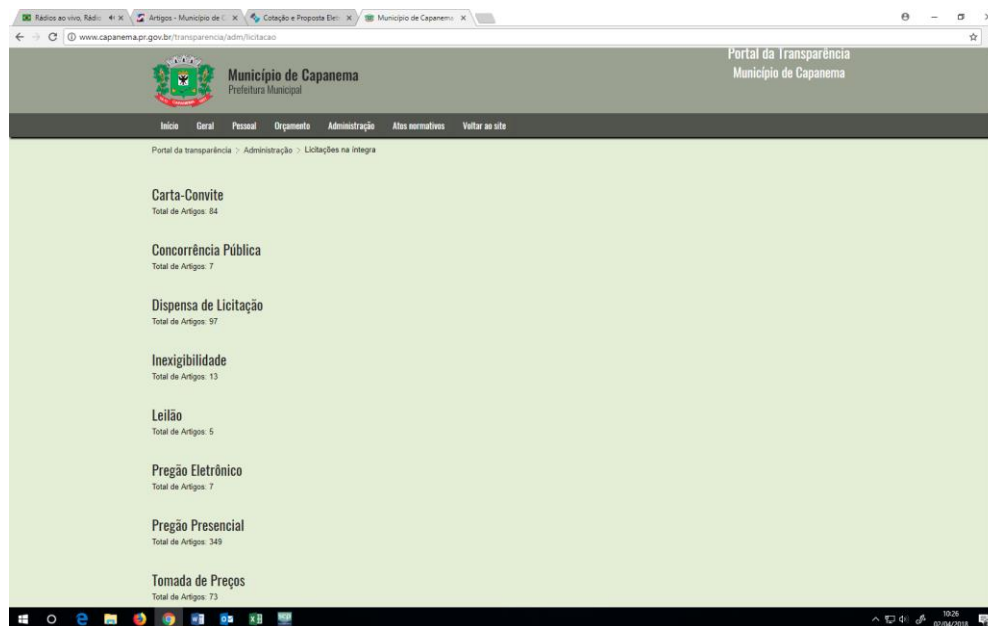 Rádios ao vivo, Rádio
Artigos - Município de C
Cotação e Proposta Elet
Município de Capanema
www.capanema.pr.gov.br/transparencia/adm/licitacao
Portal da Transparência
Município de Capanema
Município de Capanema
Prefeitura Municipal
Início Geral Pessoal Orçamento Administração Atos normativos Voltar ao site
Portal da transparência > Administração > Licitações na íntegra
Carta-Convite
Total de Artigos: 84
Concorrência Pública
Total de Artigos: 7
Dispensa de Licitação
Total de Artigos: 97
Inexigibilidade
Total de Artigos: 13
Leilão
Total de Artigos: 5
Pregão Eletrônico
Total de Artigos: 7
Pregão Presencial
Total de Artigos: 349
Tomada de Preços
Total de Artigos: 73
10:26
02/04/2018